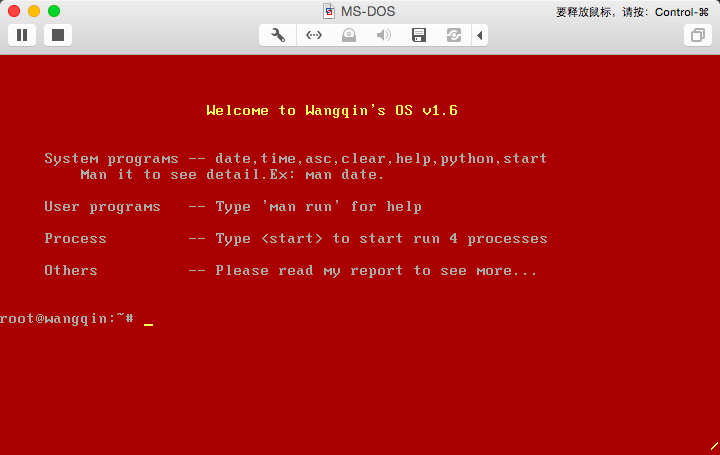 MS-DOS
要释放鼠标，请按：Control-⌘
Welcome to Wangqin's OS v1.6
System programs -- date,time,asc,clear,help,python,start
Man it to see detail.Ex: man date.
User programs -- Type 'man run' for help
Process -- Type <start> to start run 4 processes
Others -- Please read my report to see more...
root@wangqin:~# _